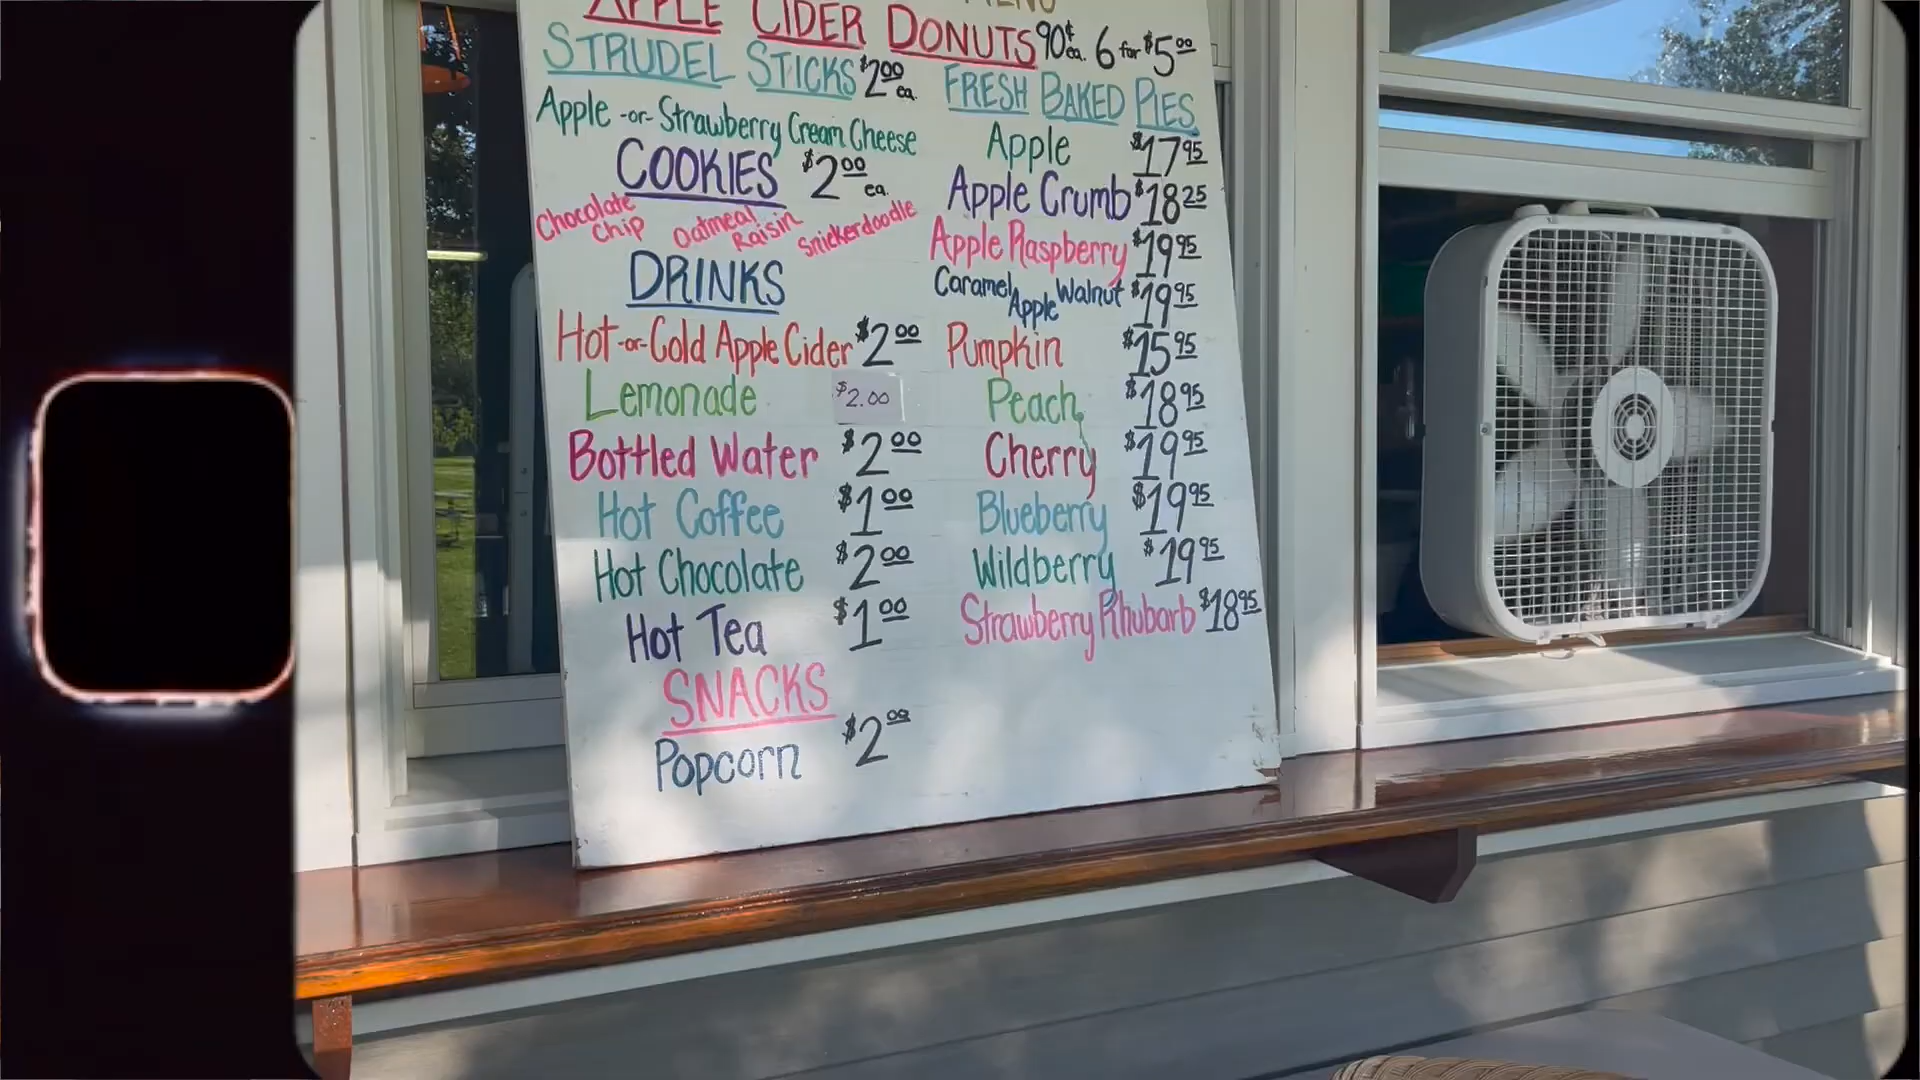 MENU
APPLE CIDER DONUTS 90¢ ea. 6 for $5.00
STRUDEL STICKS $2.00 ea.
Apple -or- Strawberry Cream Cheese
COOKIES $2.00 ea.
Chocolate Chip
Oatmeal Raisin
Snickerdoodle
DRINKS
Hot -or- Cold Apple Cider $2.00
Lemonade $2.00
Bottled Water $2.00
Hot Coffee $1.00
Hot Chocolate $2.00
Hot Tea $1.00
SNACKS
Popcorn $2.00
FRESH BAKED PIES
Apple $17.95
Apple Crumb $18.25
Apple Raspberry $19.95
Caramel Apple Walnut $19.95
Pumpkin $15.95
Peach $18.95
Cherry $19.95
Blueberry $19.95
Wildberry $19.95
Strawberry Rhubarb $18.95